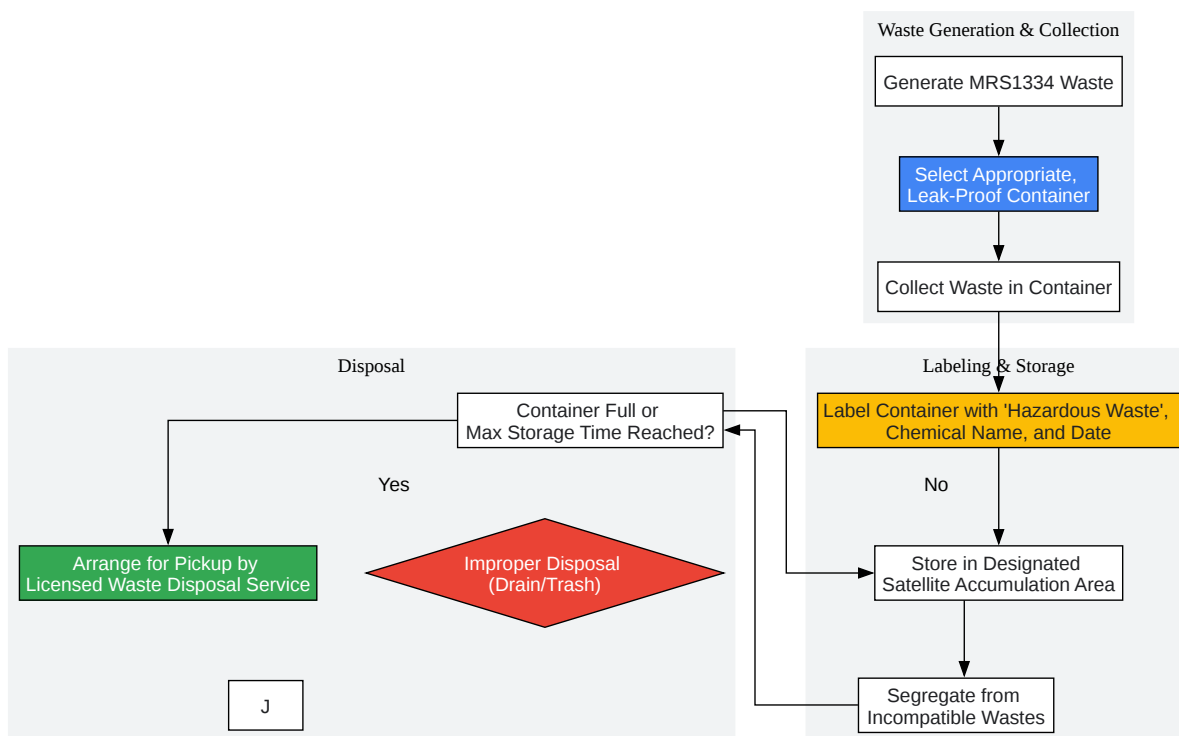 Waste Generation & Collection
Generate MRS1334 Waste
Select Appropriate,
Leak-Proof Container
Collect Waste in Container
Labeling & Storage
Label Container with 'Hazardous Waste',
Chemical Name, and Date
No
Store in Designated
Satellite Accumulation Area
Segregate from
Incompatible Wastes
Disposal
Container Full or
Max Storage Time Reached?
Yes
Arrange for Pickup by
Licensed Waste Disposal Service
Improper Disposal
(Drain/Trash)
J